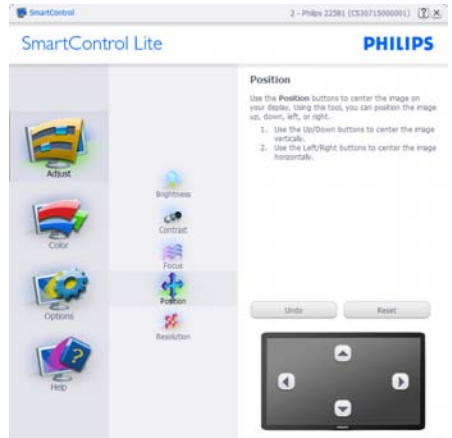 SmartControl
2 - Philips 225B1 (CS30715000001)
SmartControl Lite
PHILIPS
Adjust
Color
Options
Help
Brightness
Contrast
Focus
Position
Resolution
Position
Use the Position buttons to center the image on
your display. Using the tool, you can position the image
up, down, left, or right.
1. Use the Up/Down buttons to center the image
vertically.
2. Use the Left/Right buttons to center the image
horizontally.
Undo
Reset